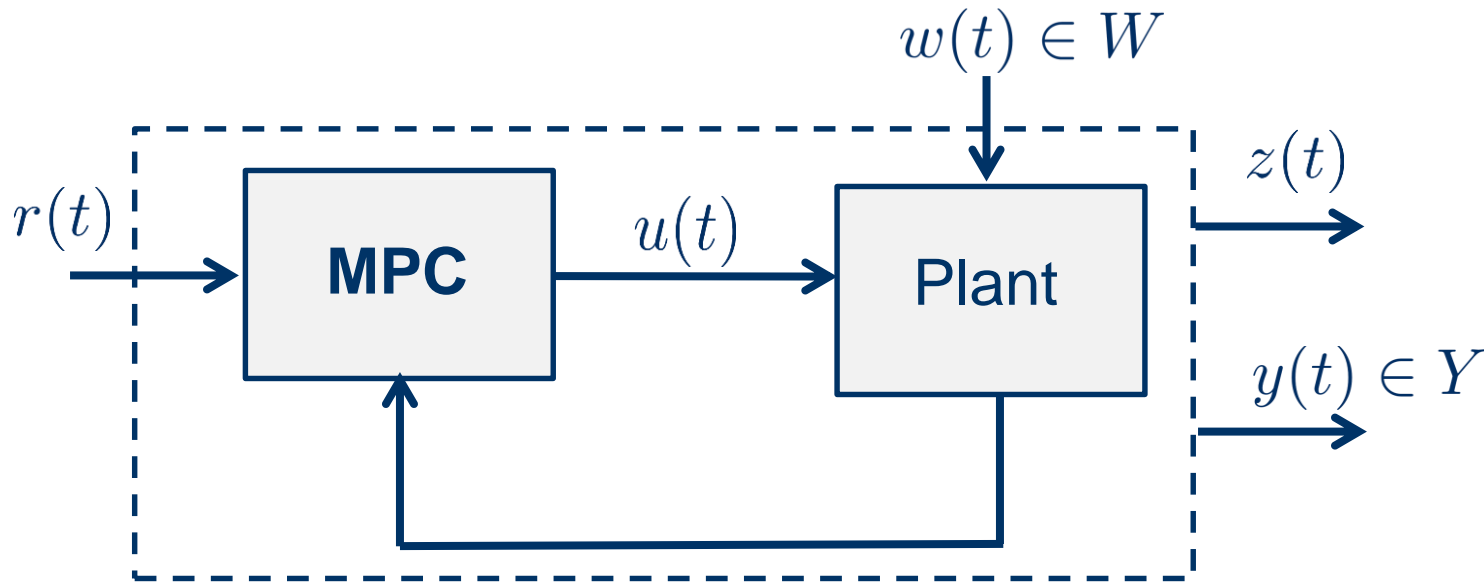 w(t) ∈ W
z(t)
r(t)
MPC
u(t)
Plant
y(t) ∈ Y